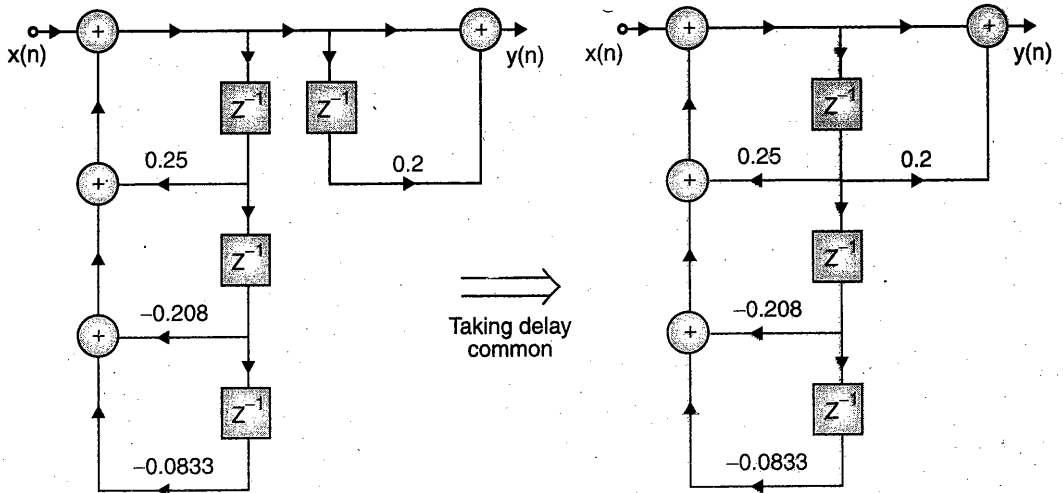 +
+
x(n)
y(n)
Z⁻¹
Z⁻¹
0.25
0.2
+
Z⁻¹
-0.208
+
Z⁻¹
-0.0833
Taking delay
common
+
+
x(n)
y(n)
Z⁻¹
0.25
0.2
+
Z⁻¹
-0.208
+
Z⁻¹
-0.0833